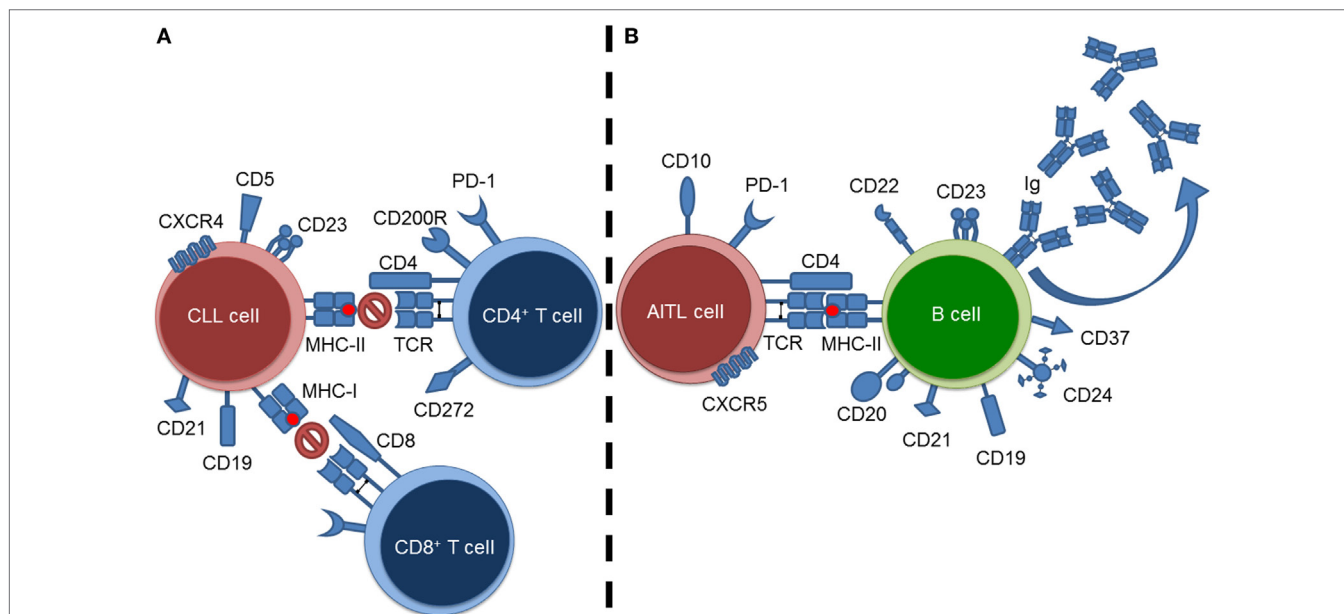 A
B
CD5
CXCR4
CD23
CD200R
PD-1
CD4
CLL cell
MHC-II
TCR
CD4⁺ T cell
MHC-I
CD272
CD21
CD19
CD8
CD8⁺ T cell
CD10
PD-1
CD22
CD23
Ig
CD4
AITL cell
B cell
TCR
MHC-II
CD37
CXCR5
CD20
CD24
CD21
CD19